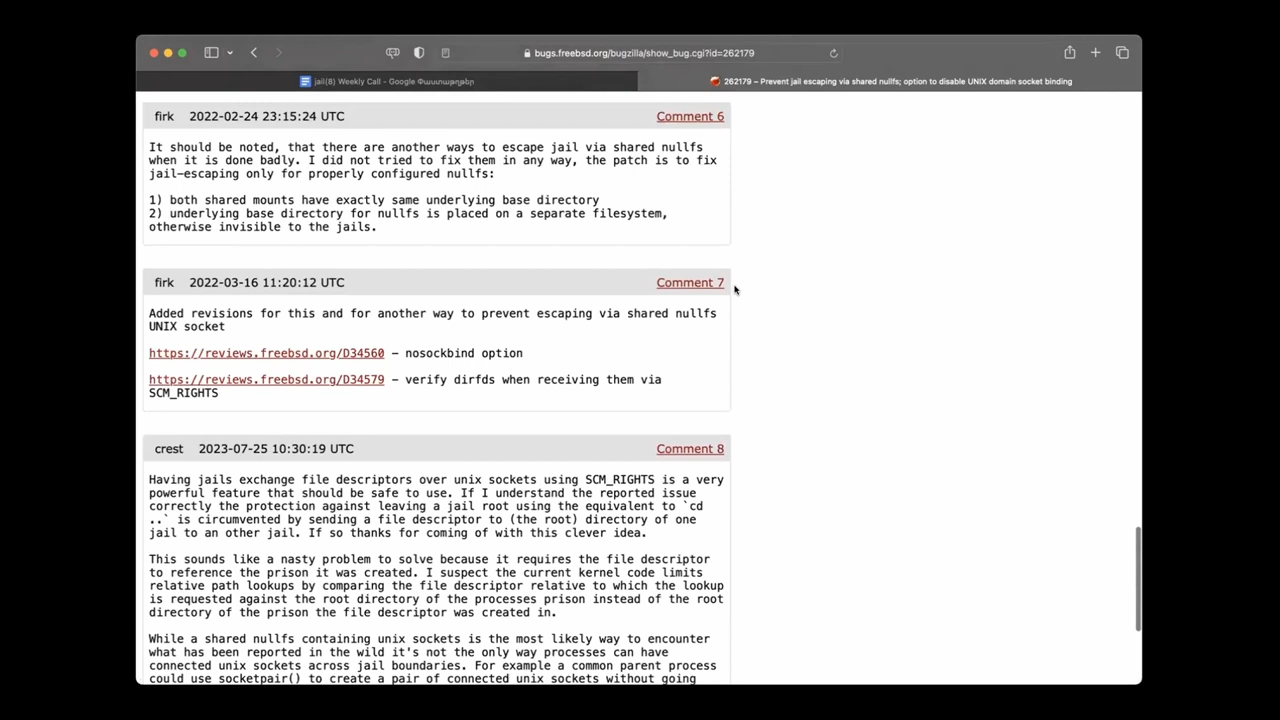 bugs.freebsd.org/bugzilla/show_bug.cgi?id=262179
jail(8) Weekly Call - Google Փաստաթղթեր
262179 – Prevent jail escaping via shared nullfs; option to disable UNIX domain socket binding
firk 2022-02-24 23:15:24 UTC Comment 6
It should be noted, that there are another ways to escape jail via shared nullfs
when it is done badly. I did not tried to fix them in any way, the patch is to fix
jail-escaping only for properly configured nullfs:
1) both shared mounts have exactly same underlying base directory
2) underlying base directory for nullfs is placed on a separate filesystem,
otherwise invisible to the jails.
firk 2022-03-16 11:20:12 UTC Comment 7
Added revisions for this and for another way to prevent escaping via shared nullfs
UNIX socket
https://reviews.freebsd.org/D34560 – nosockbind option
https://reviews.freebsd.org/D34579 – verify dirfds when receiving them via
SCM_RIGHTS
crest 2023-07-25 10:30:19 UTC Comment 8
Having jails exchange file descriptors over unix sockets using SCM_RIGHTS is a very
powerful feature that should be safe to use. If I understand the reported issue
correctly the protection against leaving a jail root using the equivalent to `cd
..` is circumvented by sending a file descriptor to (the root) directory of one
jail to an other jail. If so thanks for coming of with this clever idea.
This sounds like a nasty problem to solve because it requires the file descriptor
to reference the prison it was created. I suspect the current kernel code limits
relative path lookups by comparing the file descriptor relative to which the lookup
is requested against the root directory of the processes prison instead of the root
directory of the prison the file descriptor was created in.
While a shared nullfs containing unix sockets is the most likely way to encounter
what has been reported in the wild it's not the only way processes can have
connected unix sockets across jail boundaries. For example a common parent process
could use socketpair() to create a pair of connected unix sockets without going